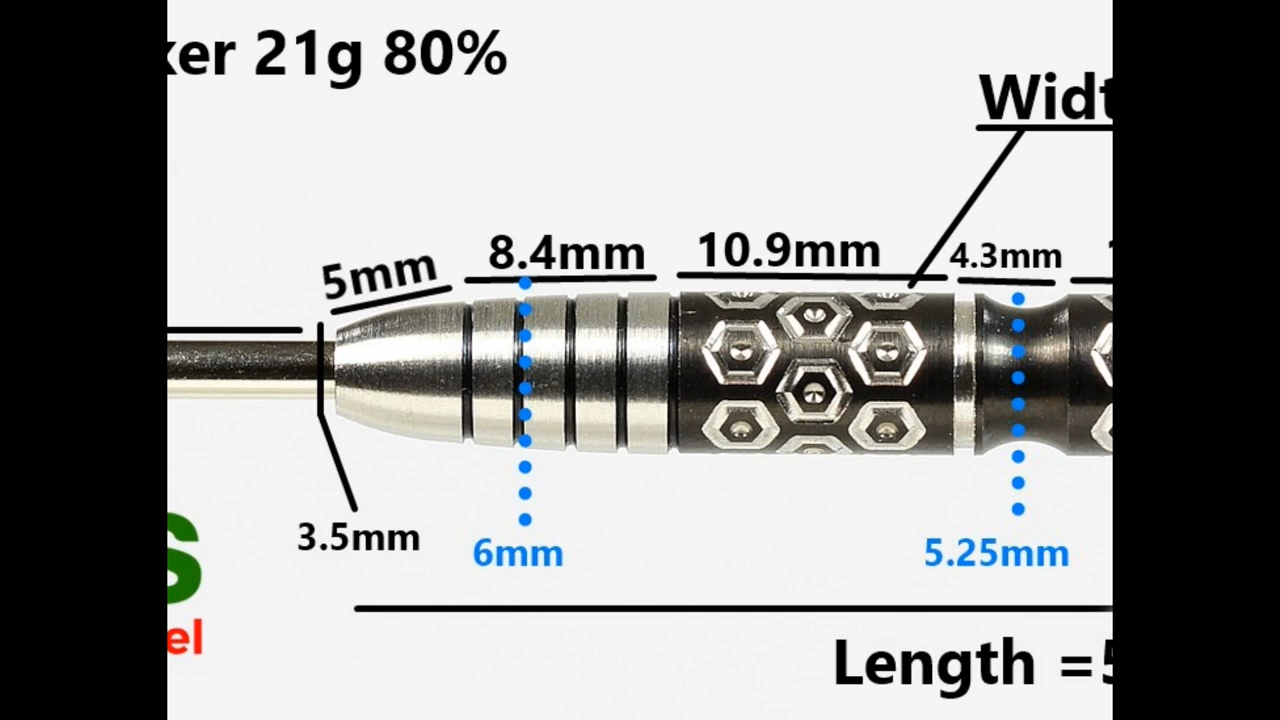 ker 21g 80%
Widt
5mm
8.4mm
10.9mm
4.3mm
3.5mm
6mm
5.25mm
S
el
Length =5